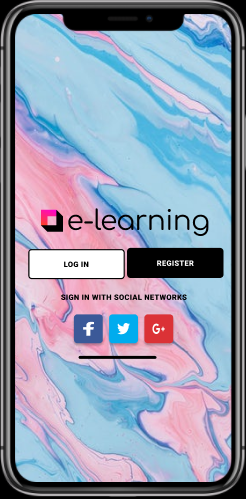 e-learning
LOG IN
REGISTER
SIGN IN WITH SOCIAL NETWORKS
f
G+